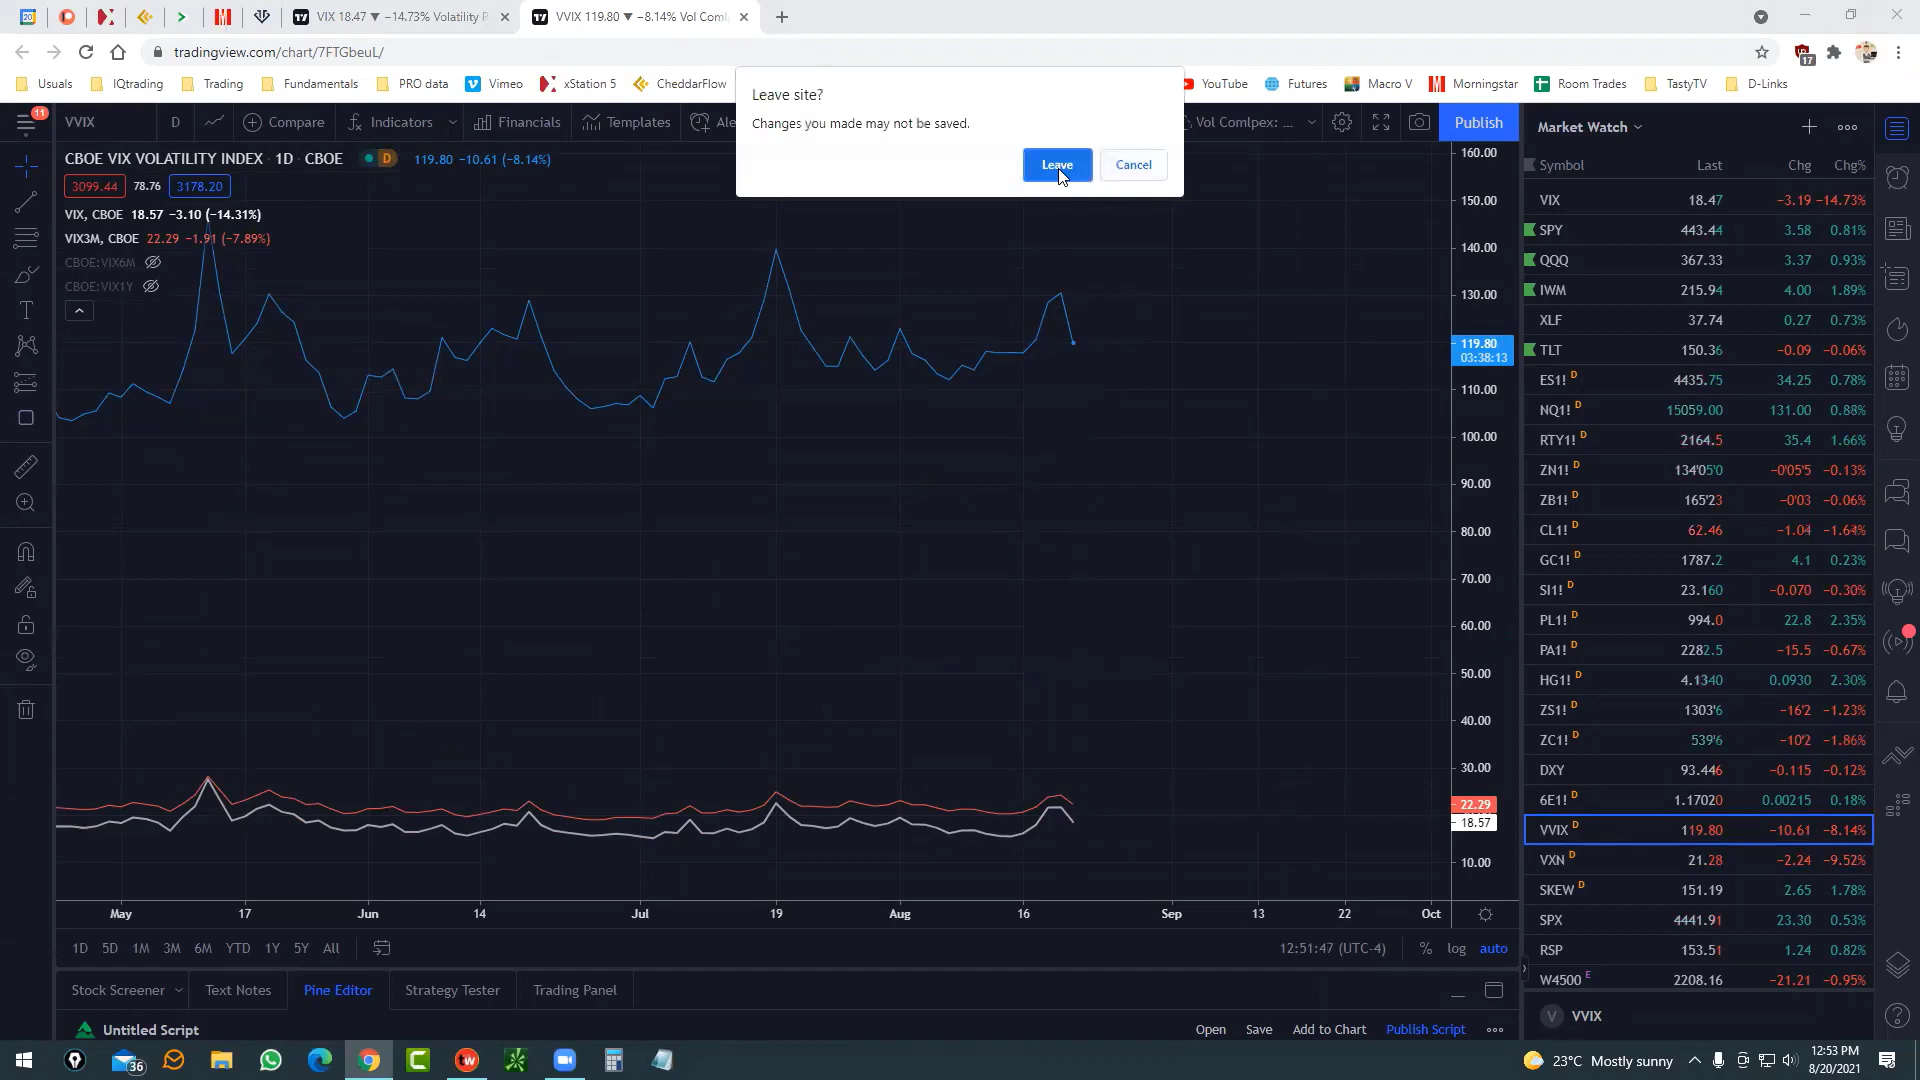 VIX 18.47 ▼ −14.73% Volatility R
VVIX 119.80 ▼ −8.14% Vol Coml
tradingview.com/chart/7FTGbeuL/
17
Usuals
IQtrading
Trading
Fundamentals
PRO data
Vimeo
xStation 5
CheddarFlow
YouTube
Futures
Macro V
Morningstar
Room Trades
TastyTV
D-Links
Leave site?
Changes you made may not be saved.
Leave
Cancel
11
VVIX
D
Compare
Indicators
Financials
Templates
Ale
Vol Comlpex: ...
Publish
CBOE VIX VOLATILITY INDEX · 1D · CBOE D 119.80 −10.61 (−8.14%)
3099.44 78.76 3178.20
VIX, CBOE 18.57 −3.10 (−14.31%)
VIX3M, CBOE 22.29 −1.91 (−7.89%)
CBOE:VIX6M
CBOE:VIX1Y
160.00
150.00
140.00
130.00
119.80
03:38:13
110.00
100.00
90.00
80.00
70.00
60.00
50.00
40.00
30.00
22.29
18.57
10.00
May 17 Jun 14 Jul 19 Aug 16 Sep 13 22 Oct
1D 5D 1M 3M 6M YTD 1Y 5Y All
12:51:47 (UTC-4) % log auto
Stock Screener Text Notes Pine Editor Strategy Tester Trading Panel
Untitled Script
Open Save Add to Chart Publish Script
Market Watch
Symbol Last Chg Chg%
VIX 18.47 −3.19 −14.73%
SPY 443.44 3.58 0.81%
QQQ 367.33 3.37 0.93%
IWM 215.94 4.00 1.89%
XLF 37.74 0.27 0.73%
TLT 150.36 −0.09 −0.06%
ES1! D 4435.75 34.25 0.78%
NQ1! D 15059.00 131.00 0.88%
RTY1! D 2164.5 35.4 1.66%
ZN1! D 134'05'0 −0'05'5 −0.13%
ZB1! D 165'23 −0'03 −0.06%
CL1! D 62.46 −1.04 −1.64%
GC1! D 1787.2 4.1 0.23%
SI1! D 23.160 −0.070 −0.30%
PL1! D 994.0 22.8 2.35%
PA1! D 2282.5 −15.5 −0.67%
HG1! D 4.1340 0.0930 2.30%
ZS1! D 1303'6 −16'2 −1.23%
ZC1! D 539'6 −10'2 −1.86%
DXY 93.446 −0.115 −0.12%
6E1! D 1.17020 0.00215 0.18%
VVIX D 119.80 −10.61 −8.14%
VXN D 21.28 −2.24 −9.52%
SKEW D 151.19 2.65 1.78%
SPX 4441.91 23.30 0.53%
RSP 153.51 1.24 0.82%
W4500 E 2208.16 −21.21 −0.95%
V VVIX
36
23°C Mostly sunny
12:53 PM
8/20/2021